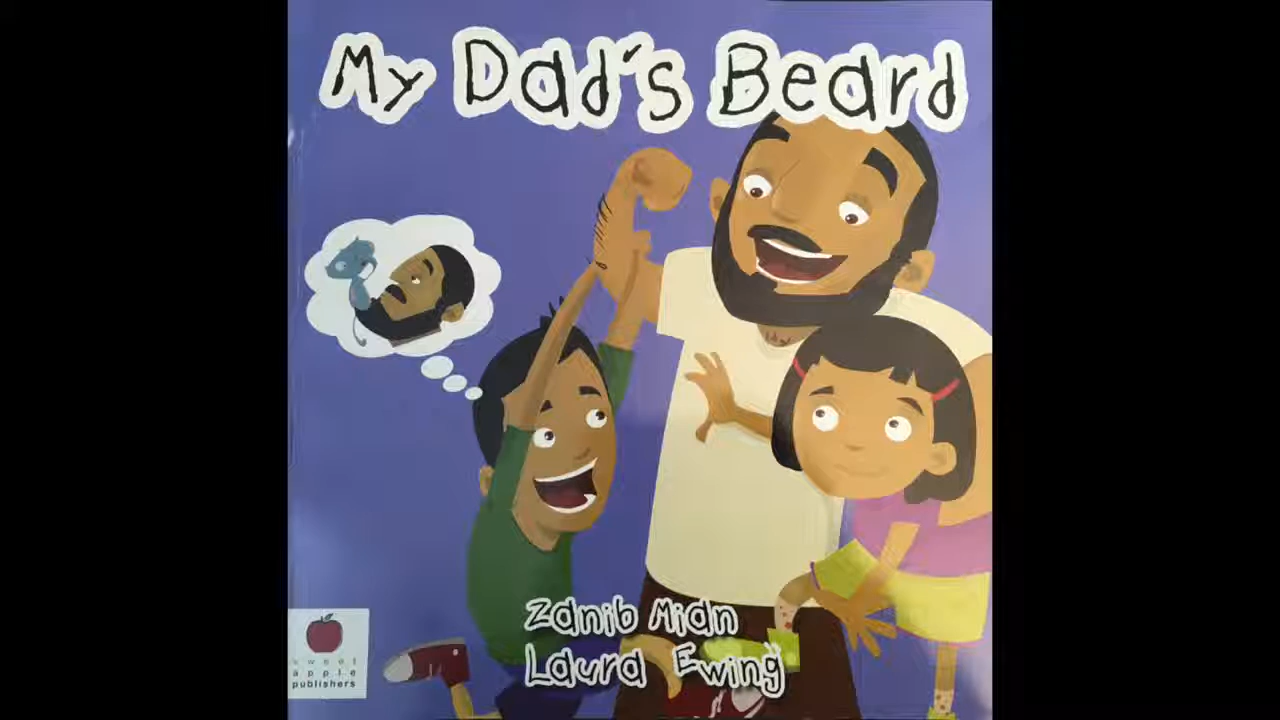 My Dad's Beard
Zanib Mian
Laura Ewing
sweet
apple
publishers